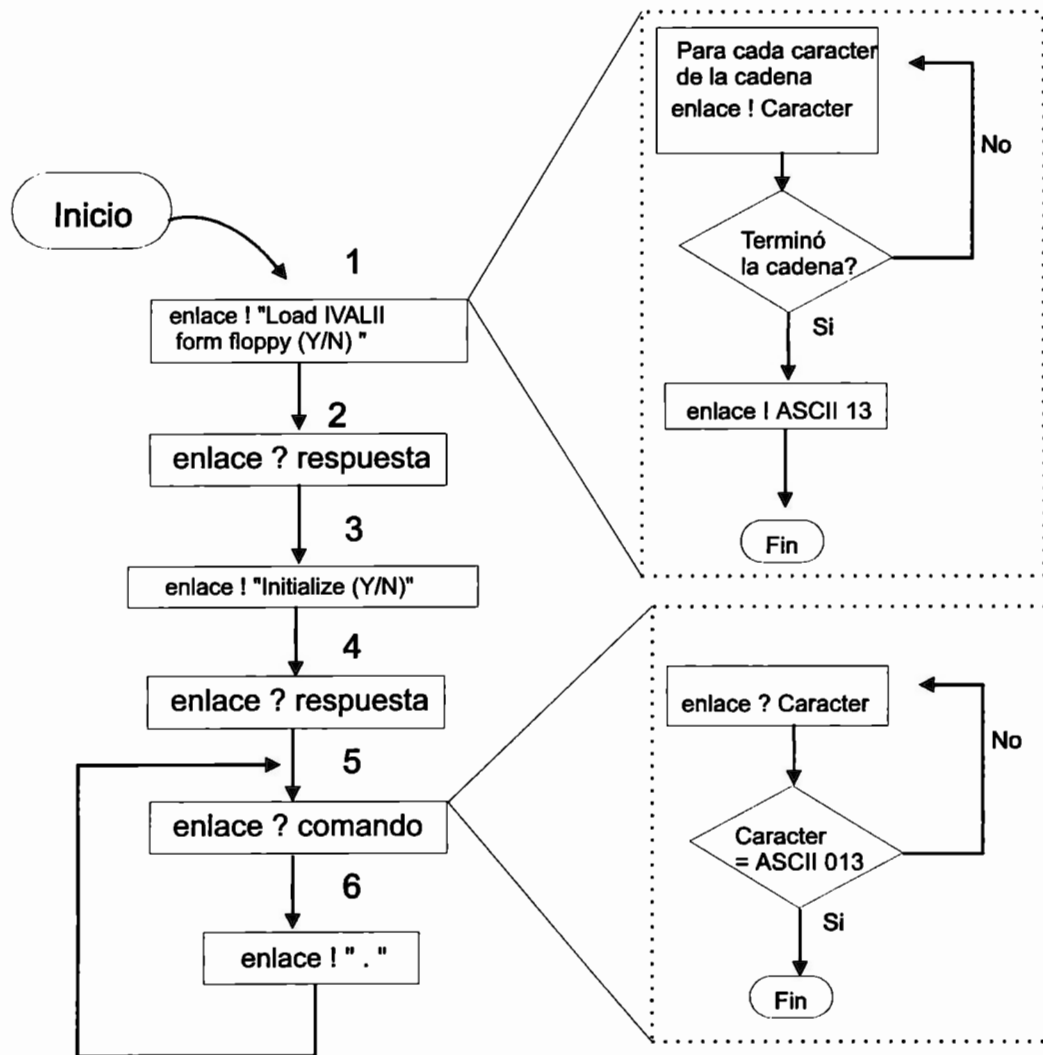 Inicio
1
enlace ! "Load IVALII
form floppy (Y/N) "
2
enlace ? respuesta
3
enlace ! "Initialize (Y/N)"
4
enlace ? respuesta
5
enlace ? comando
6
enlace ! " . "
Para cada caracter
de la cadena
enlace ! Caracter
No
Terminó
la cadena?
Si
enlace ! ASCII 13
Fin
enlace ? Caracter
No
Caracter
= ASCII 013
Si
Fin